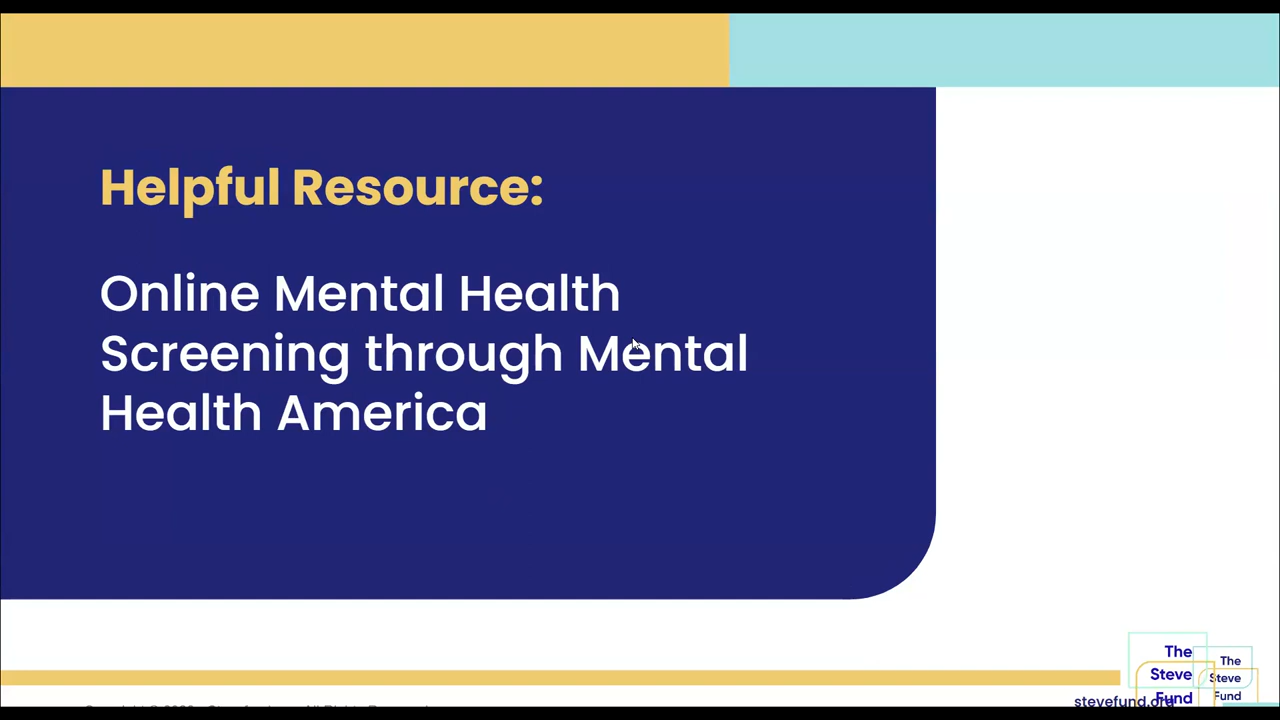 Helpful Resource:
Online Mental Health
Screening through Mental
Health America
The
Steve
Fund
The
Steve
Fund
stevefund.org